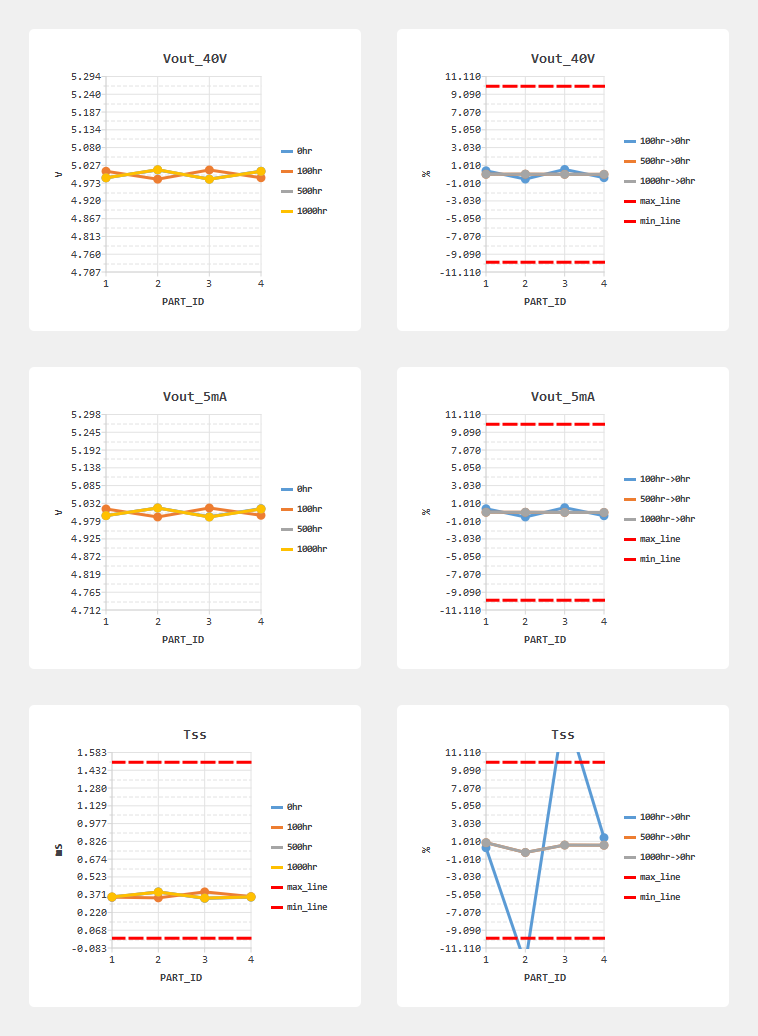 Vout_40V
5.294
5.240
5.187
5.134
5.080
5.027
4.973
4.920
4.867
4.813
4.760
4.707
V
1 2 3 4
PART_ID
0hr
100hr
500hr
1000hr
Vout_40V
11.110
9.090
7.070
5.050
3.030
1.010
-1.010
-3.030
-5.050
-7.070
-9.090
-11.110
%
1 2 3 4
PART_ID
100hr->0hr
500hr->0hr
1000hr->0hr
max_line
min_line
Vout_5mA
5.298
5.245
5.192
5.138
5.085
5.032
4.979
4.925
4.872
4.819
4.765
4.712
V
1 2 3 4
PART_ID
0hr
100hr
500hr
1000hr
Vout_5mA
11.110
9.090
7.070
5.050
3.030
1.010
-1.010
-3.030
-5.050
-7.070
-9.090
-11.110
%
1 2 3 4
PART_ID
100hr->0hr
500hr->0hr
1000hr->0hr
max_line
min_line
Tss
1.583
1.432
1.280
1.129
0.977
0.826
0.674
0.523
0.371
0.220
0.068
-0.083
mS
1 2 3 4
PART_ID
0hr
100hr
500hr
1000hr
max_line
min_line
Tss
11.110
9.090
7.070
5.050
3.030
1.010
-1.010
-3.030
-5.050
-7.070
-9.090
-11.110
%
1 2 3 4
PART_ID
100hr->0hr
500hr->0hr
1000hr->0hr
max_line
min_line